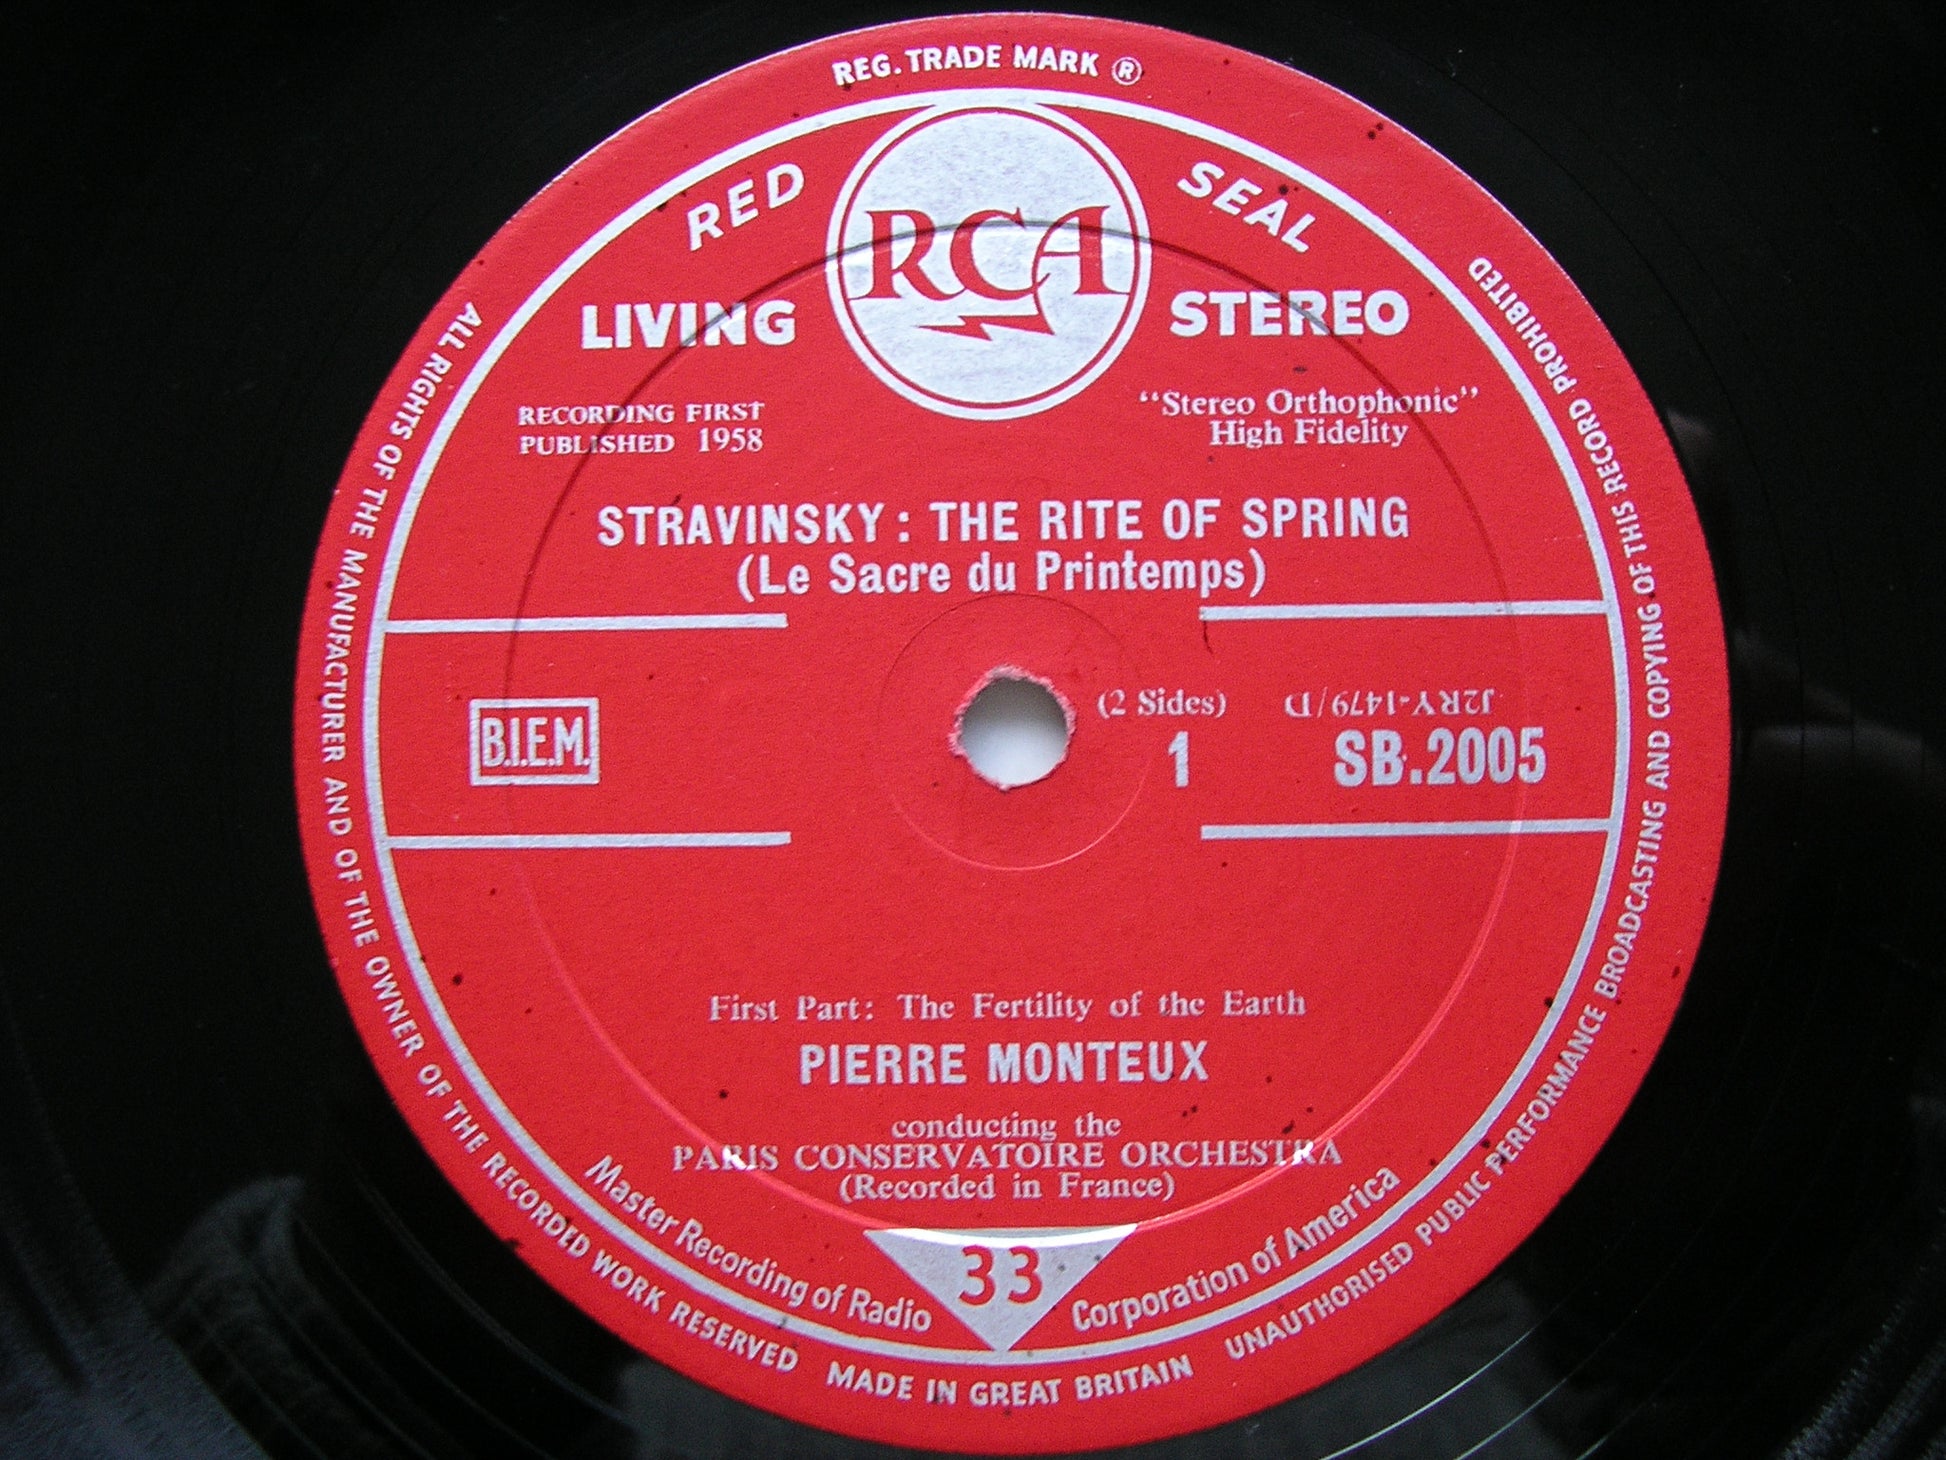 REG. TRADE MARK ®
RED SEAL
RCA
LIVING STEREO
RECORDING FIRST
PUBLISHED 1958
"Stereo Orthophonic"
High Fidelity
STRAVINSKY : THE RITE OF SPRING
(Le Sacre du Printemps)
B.I.E.M.
(2 Sides)
1
J2RY-1479/D
SB.2005
First Part: The Fertility of the Earth
PIERRE MONTEUX
conducting the
PARIS CONSERVATOIRE ORCHESTRA
(Recorded in France)
33
Master Recording of Radio Corporation of America
ALL RIGHTS OF THE MANUFACTURER AND OF THE OWNER OF THE RECORDED WORK RESERVED
MADE IN GREAT BRITAIN
UNAUTHORISED PUBLIC PERFORMANCE BROADCASTING AND COPYING OF THIS RECORD PROHIBITED